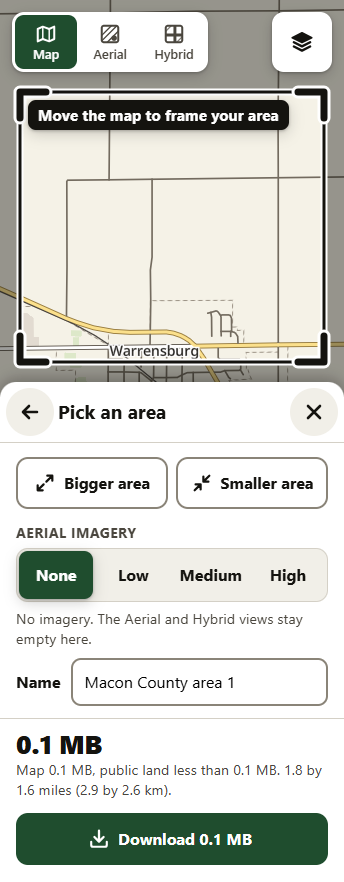 Map
Aerial
Hybrid
Move the map to frame your area
Warrensburg
Pick an area
Bigger area
Smaller area
AERIAL IMAGERY
None
Low
Medium
High
No imagery. The Aerial and Hybrid views stay
empty here.
Name
Macon County area 1
0.1 MB
Map 0.1 MB, public land less than 0.1 MB. 1.8 by
1.6 miles (2.9 by 2.6 km).
Download 0.1 MB